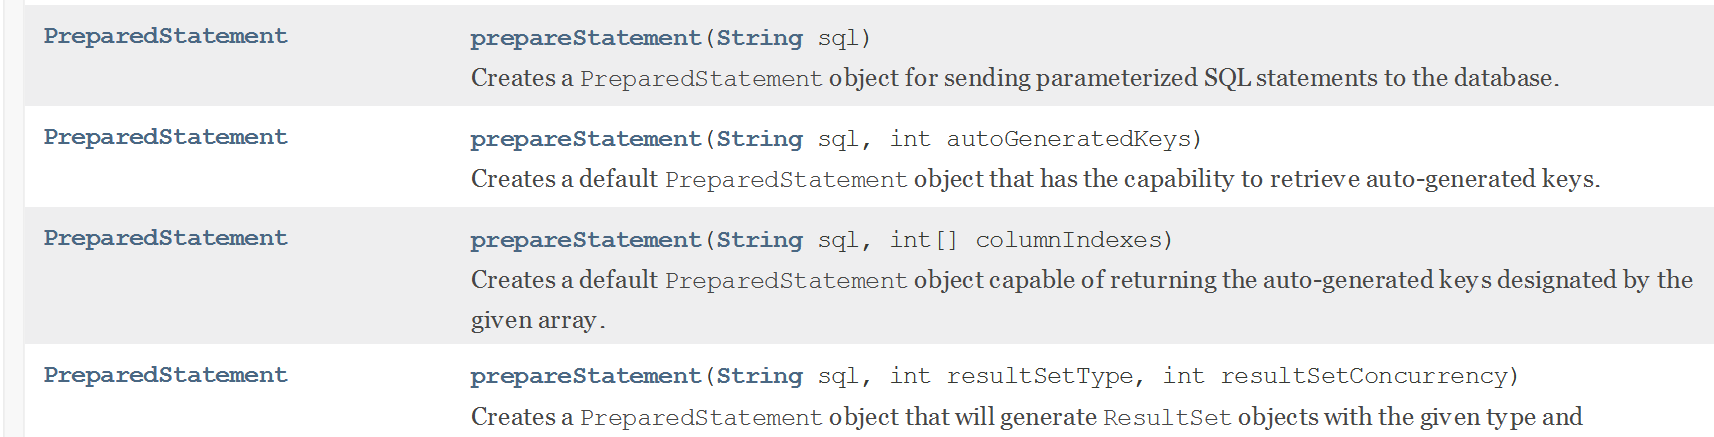 PreparedStatement prepareStatement(String sql)
Creates a PreparedStatement object for sending parameterized SQL statements to the database.
PreparedStatement prepareStatement(String sql, int autoGeneratedKeys)
Creates a default PreparedStatement object that has the capability to retrieve auto-generated keys.
PreparedStatement prepareStatement(String sql, int[] columnIndexes)
Creates a default PreparedStatement object capable of returning the auto-generated keys designated by the
given array.
PreparedStatement prepareStatement(String sql, int resultSetType, int resultSetConcurrency)
Creates a PreparedStatement object that will generate ResultSet objects with the given type and